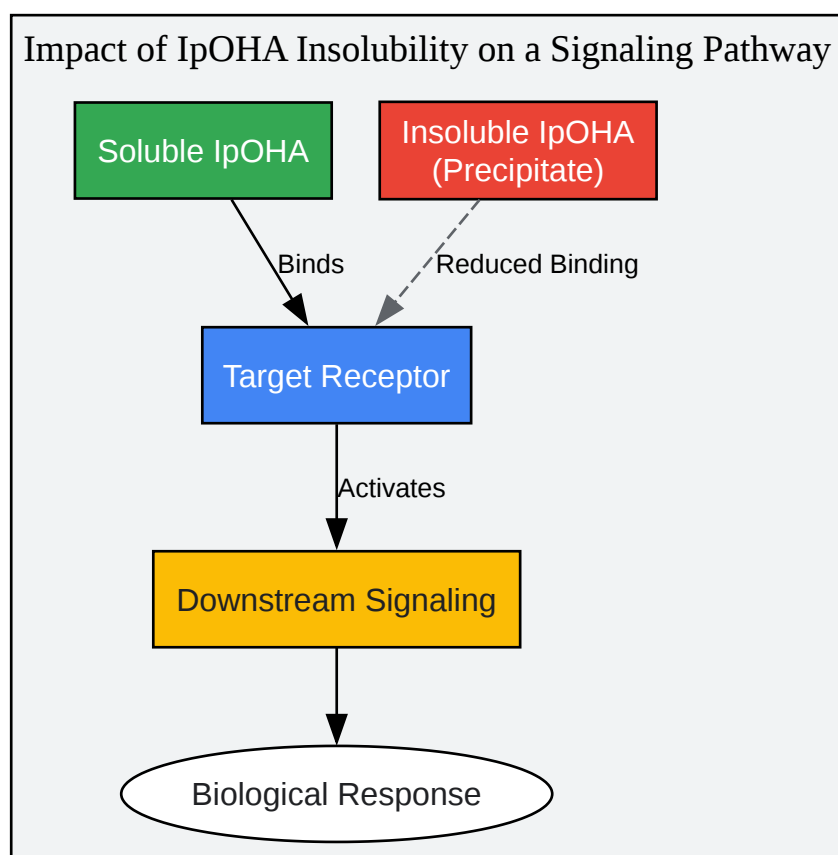 Impact of IpOHA Insolubility on a Signaling Pathway
Soluble IpOHA
Insoluble IpOHA
(Precipitate)
Binds
Reduced Binding
Target Receptor
Activates
Downstream Signaling
Biological Response